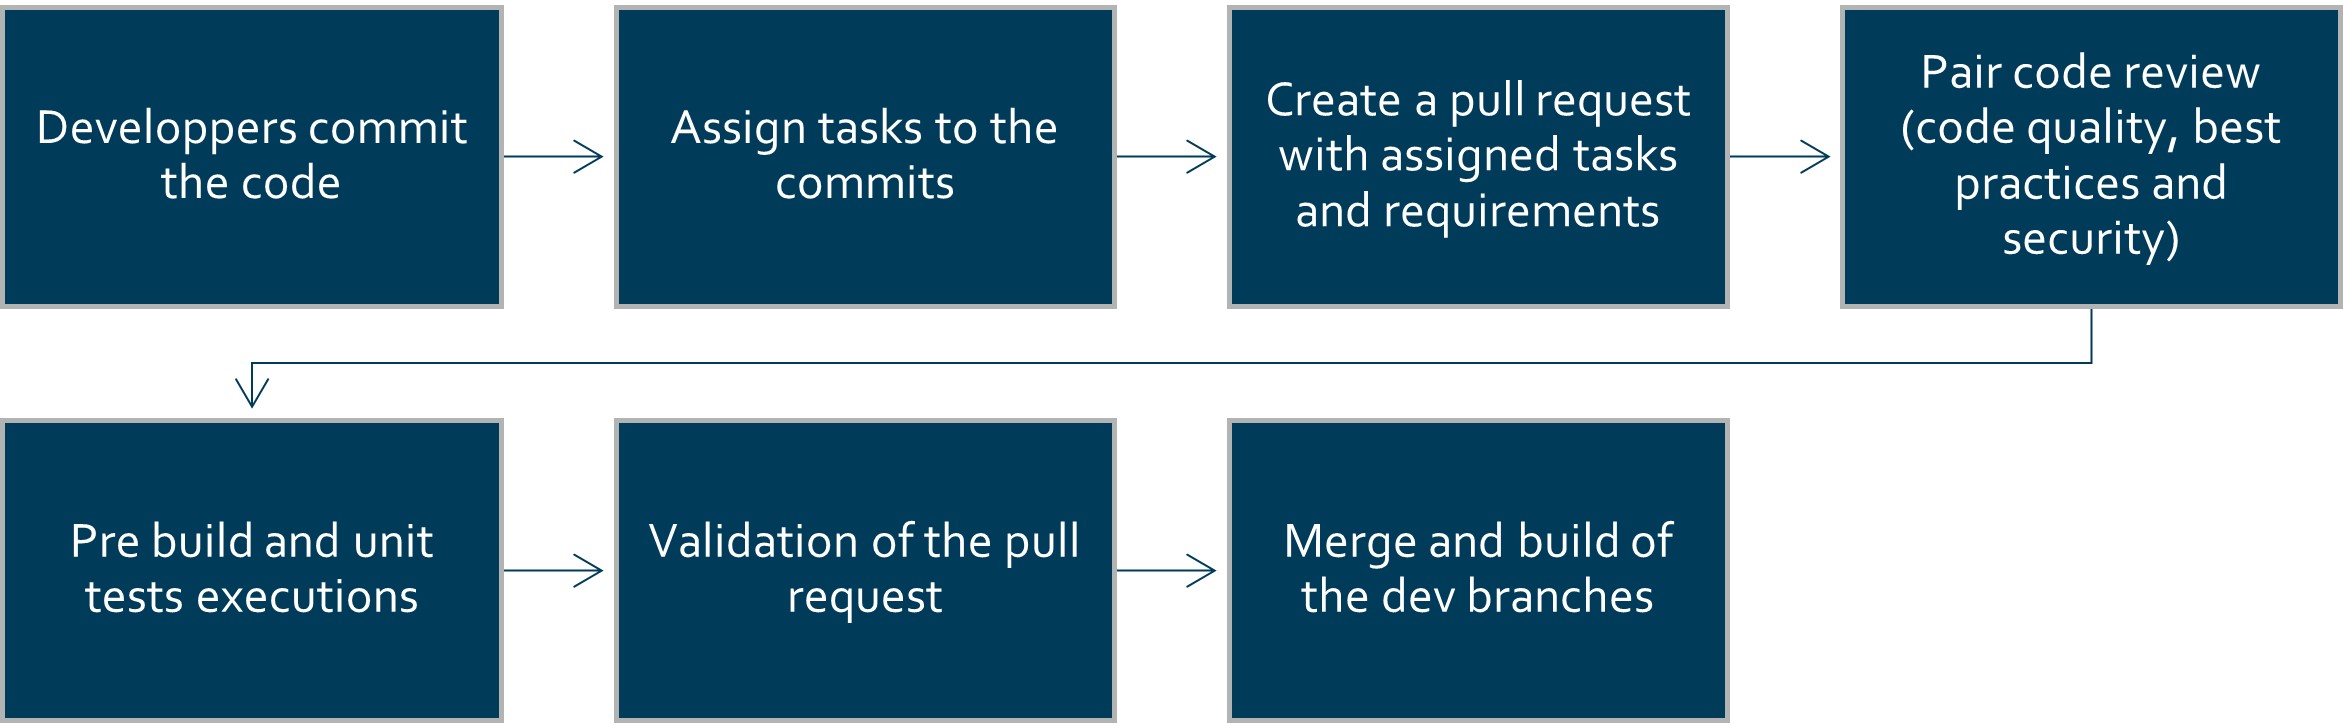 Developpers commit
the code
Assign tasks to the
commits
Create a pull request
with assigned tasks
and requirements
Pair code review
(code quality, best
practices and
security)
Pre build and unit
tests executions
Validation of the pull
request
Merge and build of
the dev branches